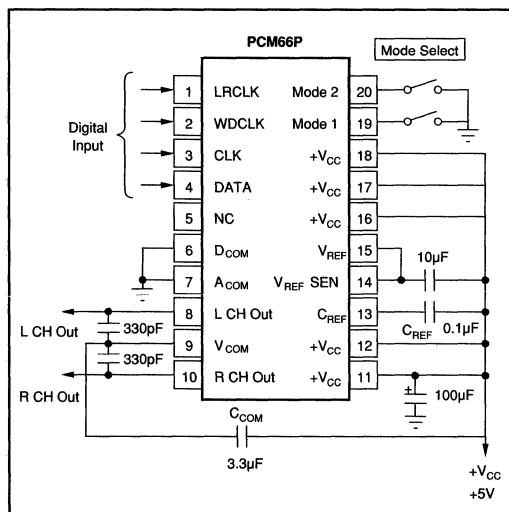 PCM66P
Mode Select
Digital Input
1 LRCLK Mode 2 20
2 WDCLK Mode 1 19
3 CLK +VCC 18
4 DATA +VCC 17
5 NC +VCC 16
6 DCOM VREF 15
7 ACOM VREF SEN 14
10µF
8 L CH Out CREF 13
CREF 0.1µF
L CH Out
330pF
9 VCOM +VCC 12
330pF
10 R CH Out +VCC 11
R CH Out
+
100µF
CCOM
3.3µF
+VCC
+5V